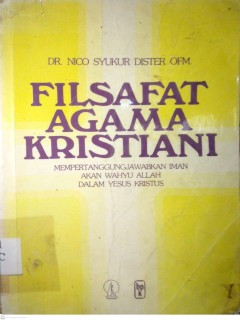 DR. NICO SYUKUR DISTER OFM.
FILSAFAT
AGAMA
KRISTIANI
MEMPERTANGGUNGJAWABKAN IMAN
AKAN WAHYU ALLAH
DALAM YESUS KRISTUS